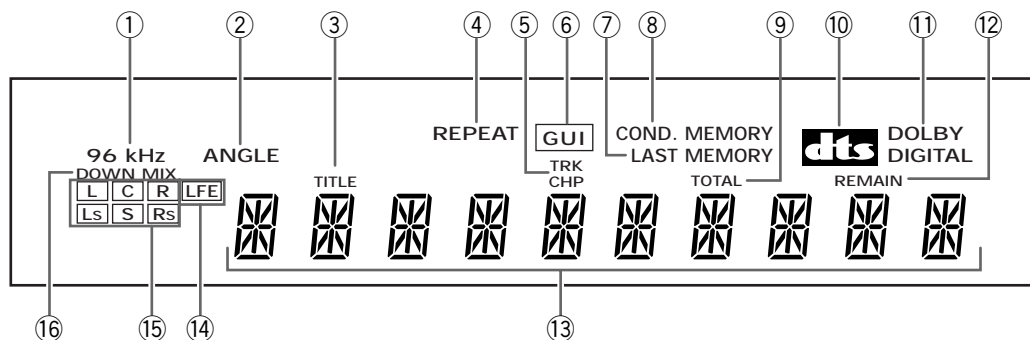 ① ② ③ ④ ⑤ ⑥ ⑦ ⑧ ⑨ ⑩ ⑪ ⑫
96 kHz ANGLE REPEAT GUI COND. MEMORY dts DOLBY
DOWN MIX LAST MEMORY DIGITAL
L C R LFE TITLE TRK TOTAL REMAIN
CHP
Ls S Rs
⑯ ⑮ ⑭ ⑬